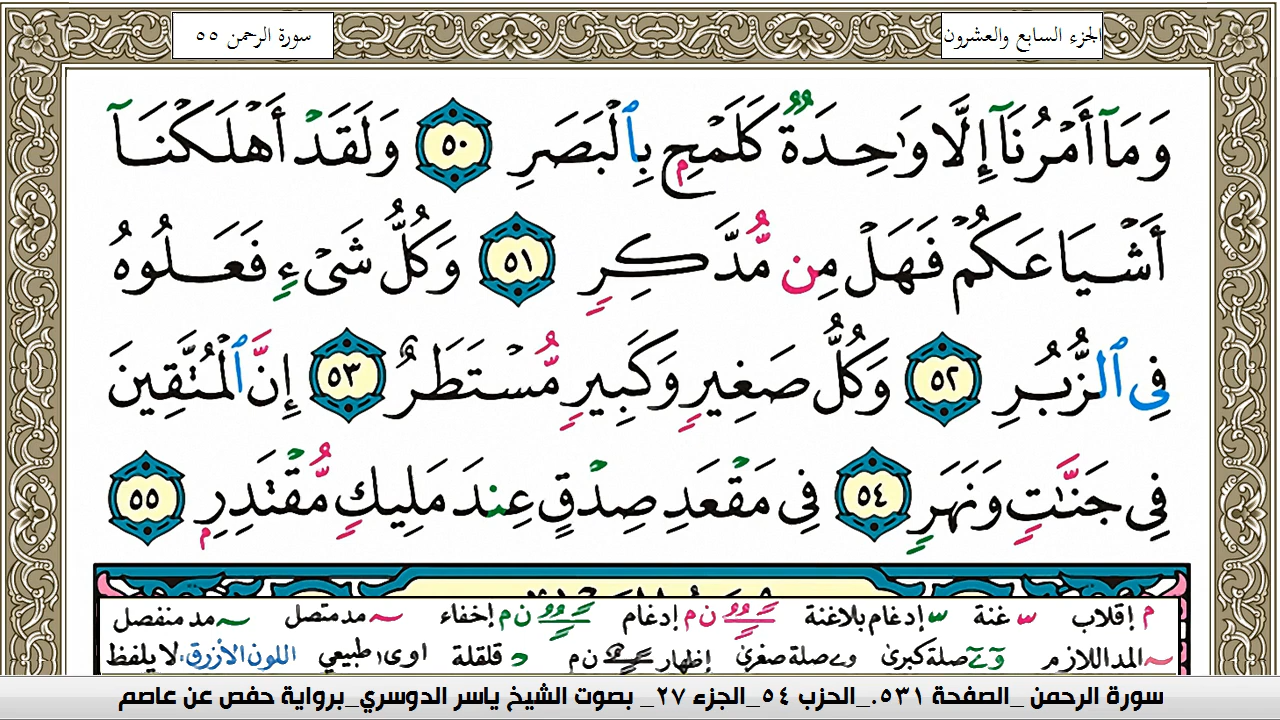 الجزء السابع والعشرون
سورة الرحمن ٥٥
وَمَآ أَمْرُنَآ إِلَّا وَٰحِدَةٌ كَلَمْحٍۭ بِٱلْبَصَرِ ٥٠ وَلَقَدْ أَهْلَكْنَآ
أَشْيَاعَكُمْ فَهَلْ مِن مُّدَّكِرٍ ٥١ وَكُلُّ شَىْءٍ فَعَلُوهُ
فِى ٱلزُّبُرِ ٥٢ وَكُلُّ صَغِيرٍ وَكَبِيرٍ مُّسْتَطَرٌ ٥٣ إِنَّ ٱلْمُتَّقِينَ
فِى جَنَّٰتٍ وَنَهَرٍ ٥٤ فِى مَقْعَدِ صِدْقٍ عِندَ مَلِيكٍ مُّقْتَدِرٍۭ ٥٥
م إقلاب س غنة س إدغام بلاغنة ن م إدغام ن م إخفاء مد متصل مد منفصل
المد اللازم صلة كبرى صلة صغرى إظهار ن م قلقلة د اوى ا طبيعي اللون الأزرق: لا يلفظ
سورة الرحمن _الصفحة ٥٣١._الحزب ٥٤_الجزء ٢٧_ بصوت الشيخ ياسر الدوسري_برواية حفص عن عاصم